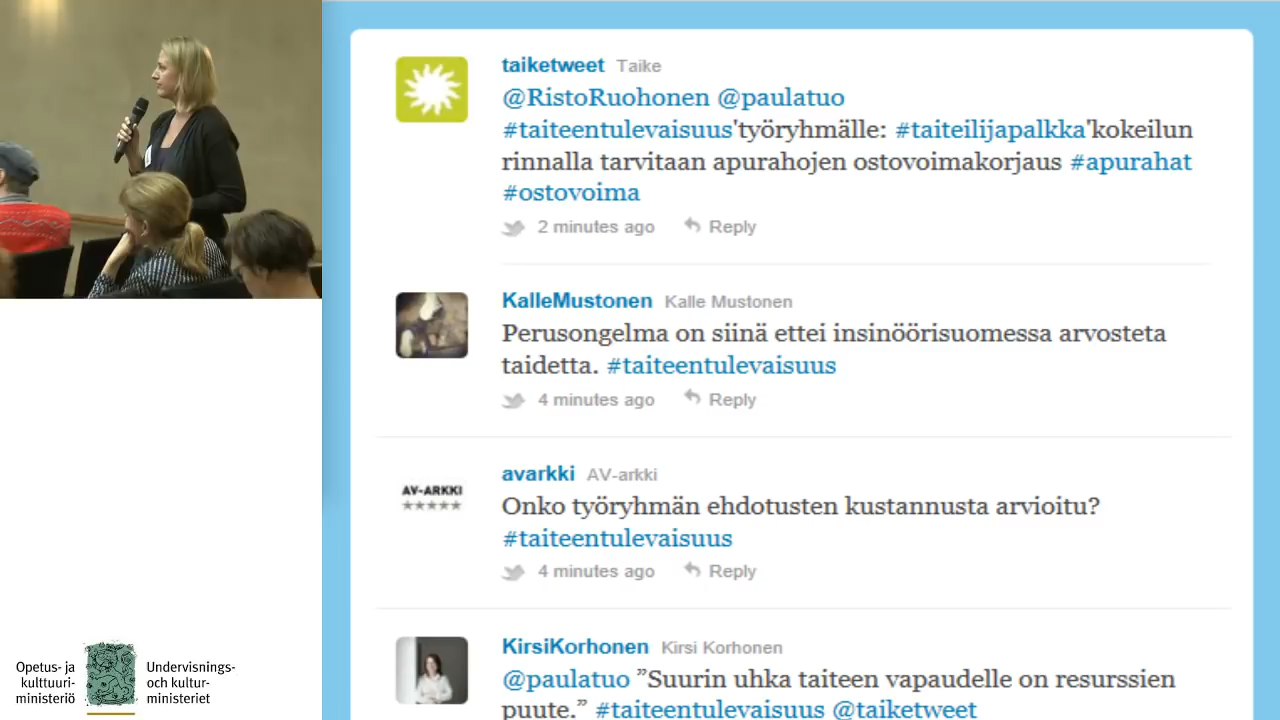 taiketweet Taike
@RistoRuohonen @paulatuo
#taiteentulevaisuus'työryhmälle: #taiteilijapalkka'kokeilun
rinnalla tarvitaan apurahojen ostovoimakorjaus #apurahat
#ostovoima
2 minutes ago Reply
KalleMustonen Kalle Mustonen
Perusongelma on siinä ettei insinöörisuomessa arvosteta
taidetta. #taiteentulevaisuus
4 minutes ago Reply
AV-ARKKI
avarkki AV-arkki
Onko työryhmän ehdotusten kustannusta arvioitu?
#taiteentulevaisuus
4 minutes ago Reply
KirsiKorhonen Kirsi Korhonen
@paulatuo ”Suurin uhka taiteen vapaudelle on resurssien
puute.” #taiteentulevaisuus @taiketweet
Opetus- ja
kulttuuri-
ministeriö
Undervisnings-
och kultur-
ministeriet